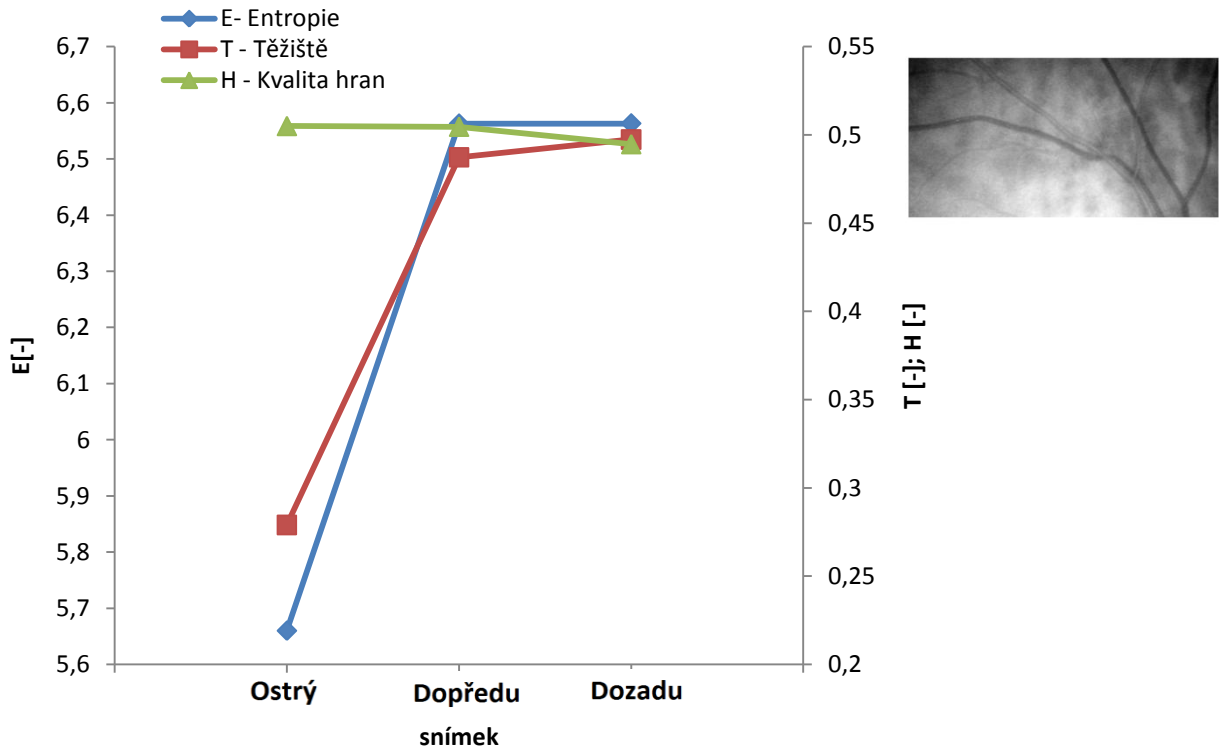 E- Entropie
T - Těžiště
H - Kvalita hran
6,7
6,6
6,5
6,4
6,3
6,2
6,1
6
5,9
5,8
5,7
5,6
E[-]
0,55
0,5
0,45
0,4
0,35
0,3
0,25
0,2
T [-]; H [-]
Ostrý
Dopředu
Dozadu
snímek